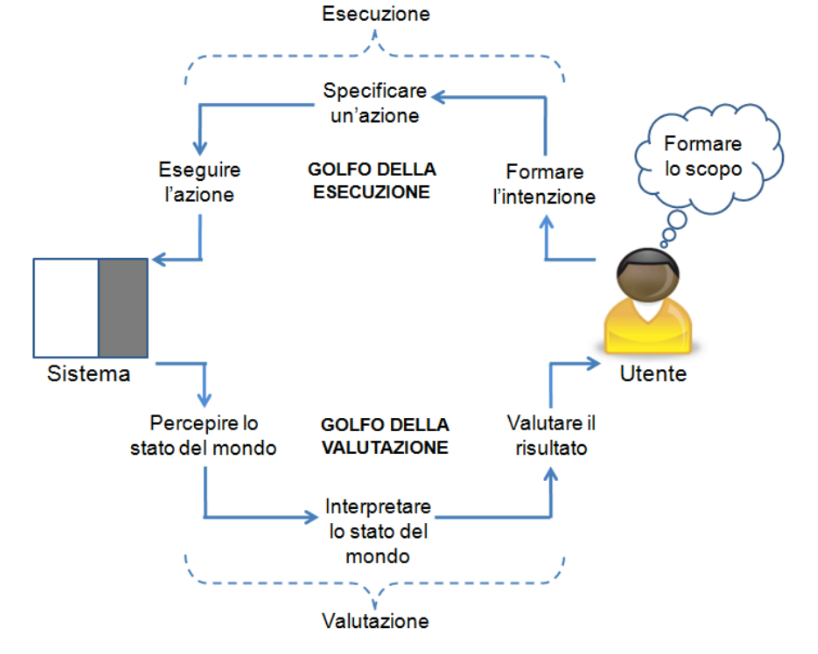 Esecuzione
Specificare
un'azione
Formare
lo scopo
Eseguire
l'azione
GOLFO DELLA
ESECUZIONE
Formare
l'intenzione
Sistema
Utente
Percepire lo
stato del mondo
GOLFO DELLA
VALUTAZIONE
Valutare il
risultato
Interpretare
lo stato del
mondo
Valutazione